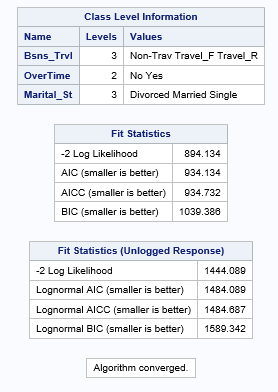 Class Level Information
Name Levels Values
Bsns_Trvl 3 Non-Trav Travel_F Travel_R
OverTime 2 No Yes
Marital_St 3 Divorced Married Single
Fit Statistics
-2 Log Likelihood 894.134
AIC (smaller is better) 934.134
AICC (smaller is better) 934.732
BIC (smaller is better) 1039.386
Fit Statistics (Unlogged Response)
-2 Log Likelihood 1444.089
Lognormal AIC (smaller is better) 1484.089
Lognormal AICC (smaller is better) 1484.687
Lognormal BIC (smaller is better) 1589.342
Algorithm converged.